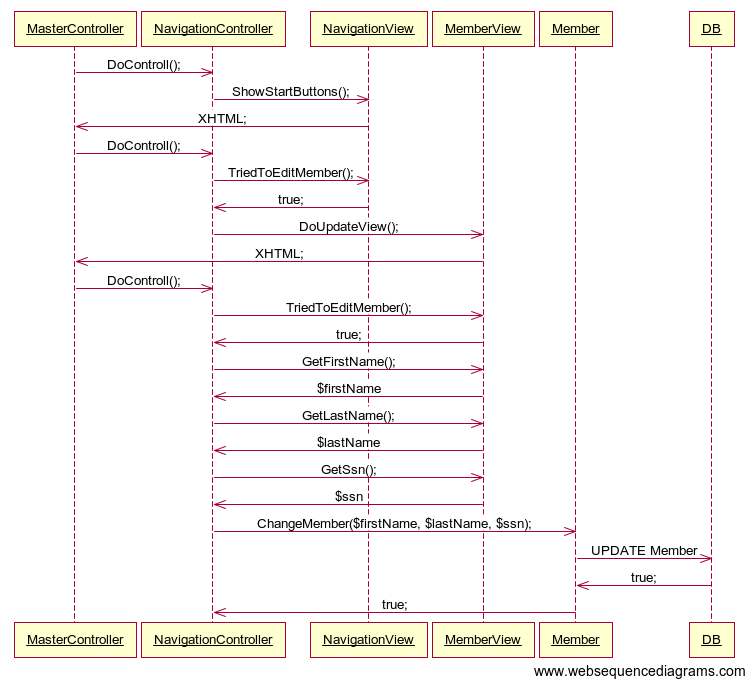 MasterController NavigationController NavigationView MemberView Member DB
DoControll();
ShowStartButtons();
XHTML;
DoControll();
TriedToEditMember();
true;
DoUpdateView();
XHTML;
DoControll();
TriedToEditMember();
true;
GetFirstName();
$firstName
GetLastName();
$lastName
GetSsn();
$ssn
ChangeMember($firstName, $lastName, $ssn);
UPDATE Member
true;
true;
MasterController NavigationController NavigationView MemberView Member DB
www.websequencediagrams.com